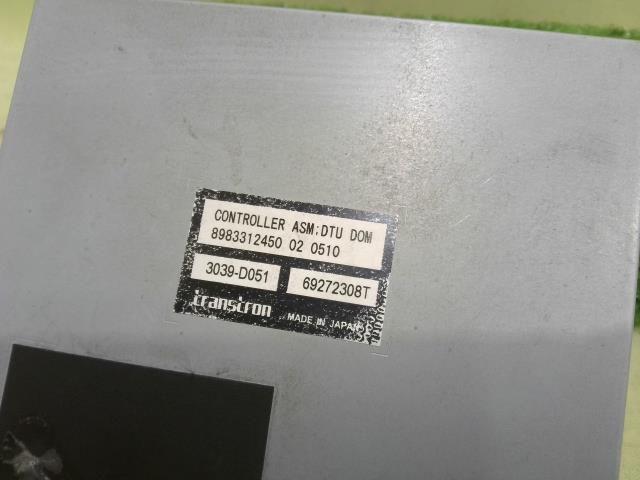 CONTROLLER ASM;DTU DOM
8983312450 02 0510
3039-D051 69272308T
transtron MADE IN JAPAN